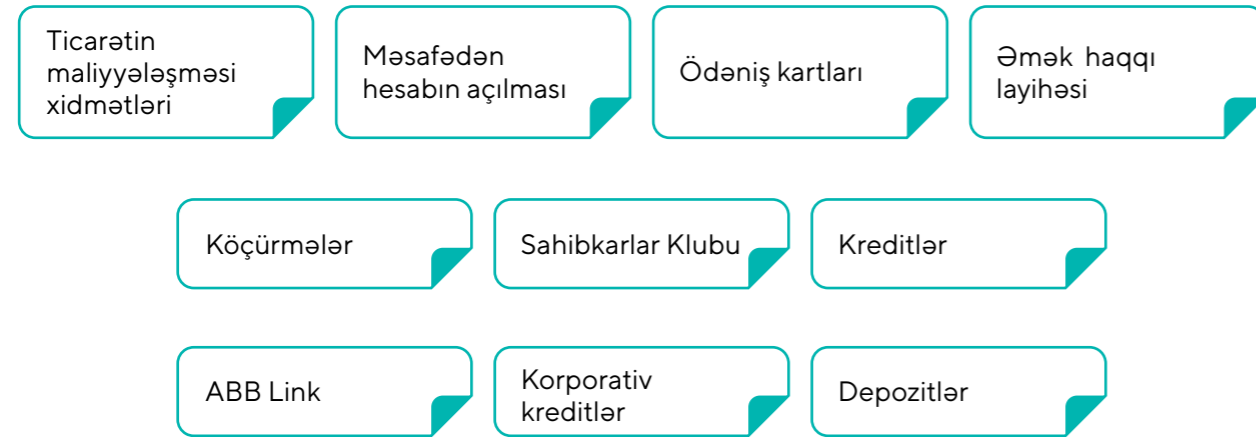 Ticarətin
maliyyələşməsi
xidmətləri
Məsafədən
hesabın açılması
Ödəniş kartları
Əmək haqqı
layihəsi
Köçürmələr
Sahibkarlar Klubu
Kreditlər
ABB Link
Korporativ
kreditlər
Depozitlər